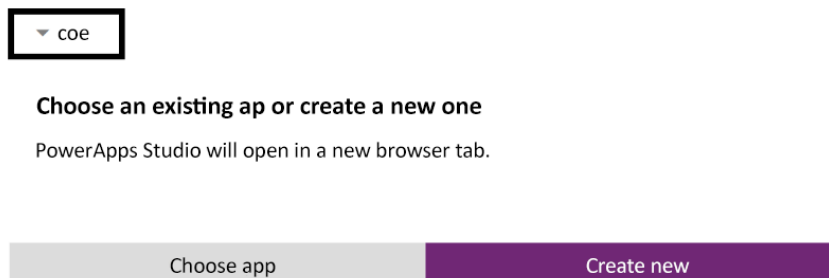 coe
Choose an existing ap or create a new one
PowerApps Studio will open in a new browser tab.
Choose app Create new